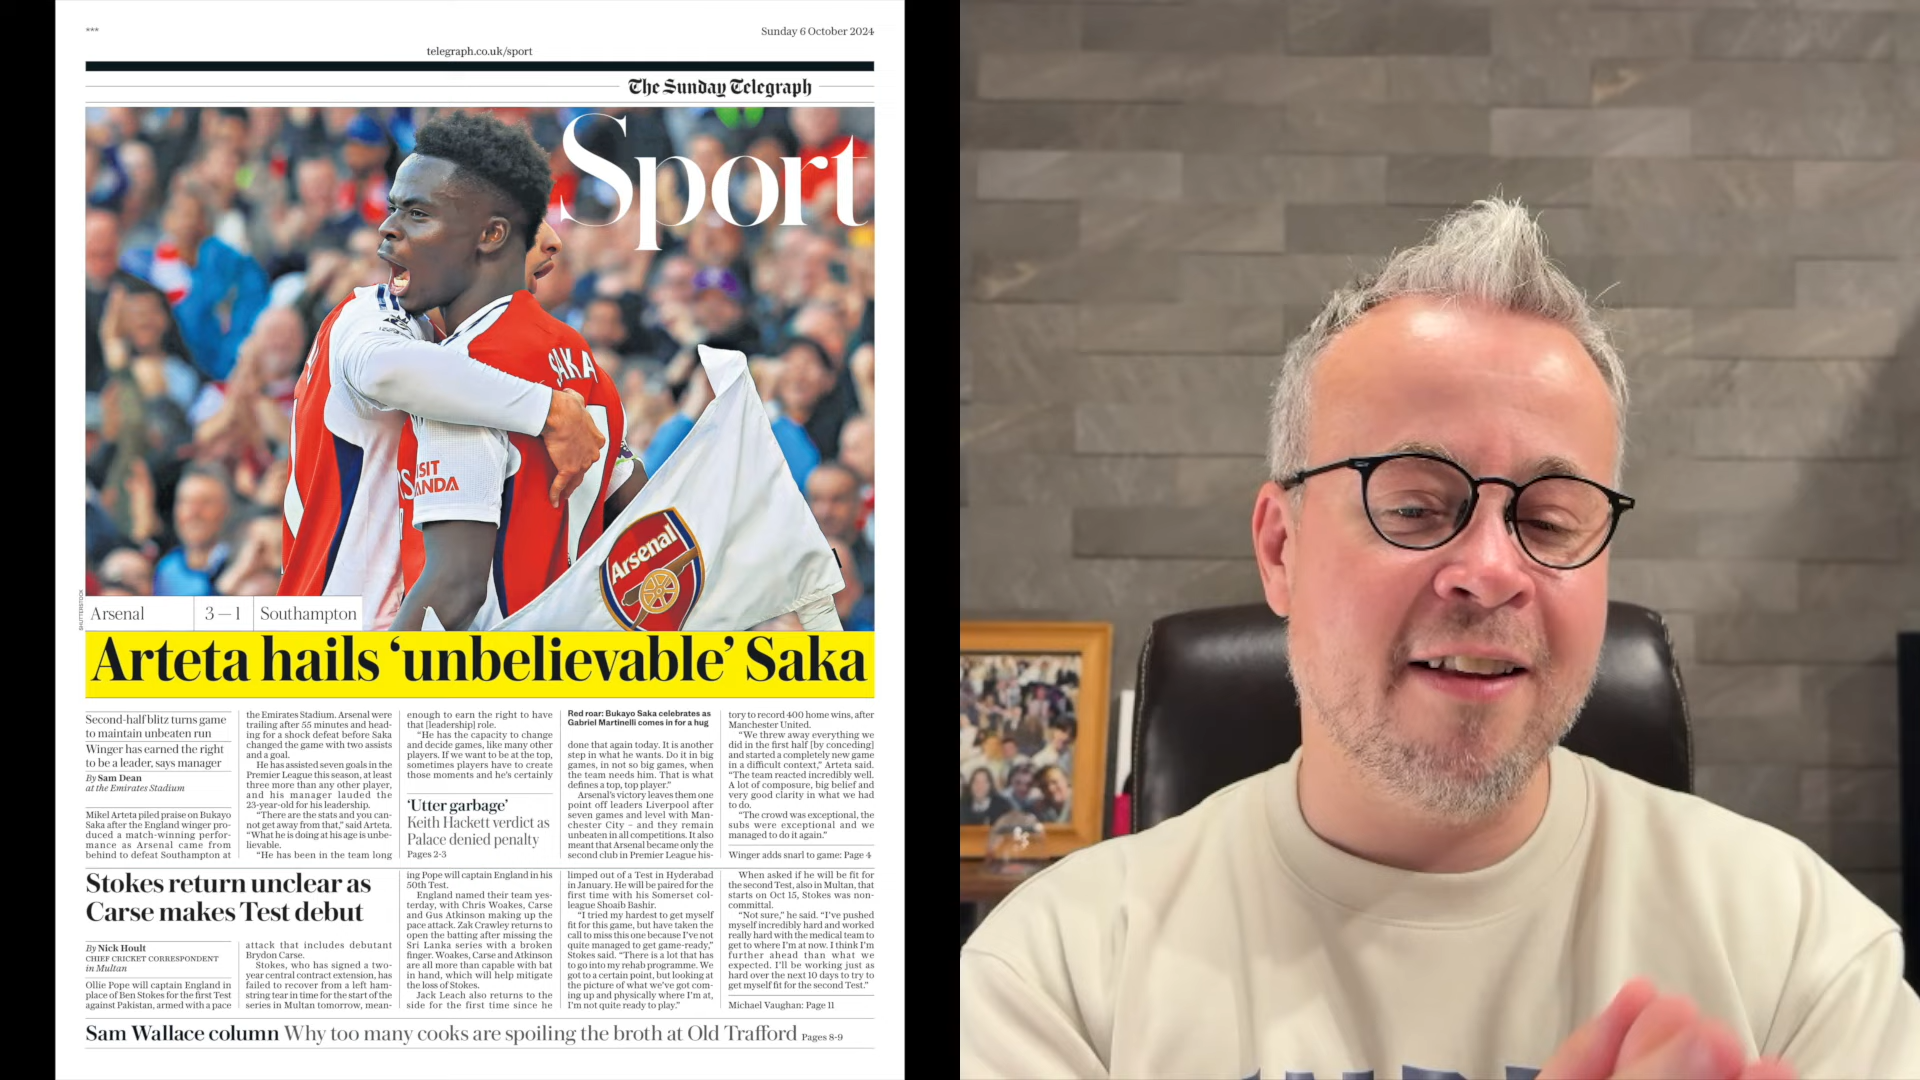 ***
Sunday 6 October 2024
telegraph.co.uk/sport
The Sunday Telegraph
Sport
SAKA
ISIT
ANDA
Arsenal
SHUTTERSTOCK
Arsenal
3 — 1
Southampton
Arteta hails ‘unbelievable’ Saka
Second-half blitz turns game
to maintain unbeaten run
Winger has earned the right
to be a leader, says manager
By Sam Dean
at the Emirates Stadium
Mikel Arteta piled praise on Bukayo
Saka after the England winger pro-
duced a match-winning perfor-
mance as Arsenal came from
behind to defeat Southampton at
the Emirates Stadium. Arsenal were
trailing after 55 minutes and head-
ing for a shock defeat before Saka
changed the game with two assists
and a goal.
He has assisted seven goals in the
Premier League this season, at least
three more than any other player,
and his manager lauded the
23-year-old for his leadership.
“There are the stats and you can-
not get away from that,” said Arteta.
“What he is doing at his age is unbe-
lievable.
“He has been in the team long
enough to earn the right to have
that [leadership] role.
“He has the capacity to change
and decide games, like many other
players. If we want to be at the top,
sometimes players have to create
those moments and he’s certainly
‘Utter garbage’
Keith Hackett verdict as
Palace denied penalty
Pages 2-3
Red roar: Bukayo Saka celebrates as
Gabriel Martinelli comes in for a hug
done that again today. It is another
step in what he wants. Do it in big
games, in not so big games, when
the team needs him. That is what
defines a top, top player.”
Arsenal’s victory leaves them one
point off leaders Liverpool after
seven games and level with Man-
chester City – and they remain
unbeaten in all competitions. It also
meant that Arsenal became only the
second club in Premier League his-
tory to record 400 home wins, after
Manchester United.
“We threw away everything we
did in the first half [by conceding]
and started a completely new game
in a difficult context,” Arteta said.
“The team reacted incredibly well.
A lot of composure, big belief and
very good clarity in what we had
to do.
“The crowd was exceptional, the
subs were exceptional and we
managed to do it again.”
Winger adds snarl to game: Page 4
Stokes return unclear as
Carse makes Test debut
By Nick Hoult
CHIEF CRICKET CORRESPONDENT
in Multan
Ollie Pope will captain England in
place of Ben Stokes for the first Test
against Pakistan, armed with a pace
attack that includes debutant
Brydon Carse.
Stokes, who has signed a two-
year central contract extension, has
failed to recover from a left ham-
string tear in time for the start of the
series in Multan tomorrow, mean-
ing Pope will captain England in his
50th Test.
England named their team yes-
terday, with Chris Woakes, Carse
and Gus Atkinson making up the
pace attack. Zak Crawley returns to
open the batting after missing the
Sri Lanka series with a broken
finger. Woakes, Carse and Atkinson
are all more than capable with bat
in hand, which will help mitigate
the loss of Stokes.
Jack Leach also returns to the
side for the first time since he
limped out of a Test in Hyderabad
in January. He will be paired for the
first time with his Somerset col-
league Shoaib Bashir.
“I tried my hardest to get myself
fit for this game, but have taken the
call to miss this one because I’ve not
quite managed to get game-ready,”
Stokes said. “There is a lot that has
to go into my rehab programme. We
got to a certain point, but looking at
the picture of what we’ve got com-
ing up and physically where I’m at,
I’m not quite ready to play.”
When asked if he will be fit for
the second Test, also in Multan, that
starts on Oct 15, Stokes was non-
committal.
“Not sure,” he said. “I’ve pushed
myself incredibly hard and worked
really hard with the medical team to
get to where I’m at now. I think I’m
further ahead than what we
expected. I’ll be working just as
hard over the next 10 days to try to
get myself fit for the second Test.”
Michael Vaughan: Page 11
Sam Wallace column Why too many cooks are spoiling the broth at Old Trafford Pages 8-9